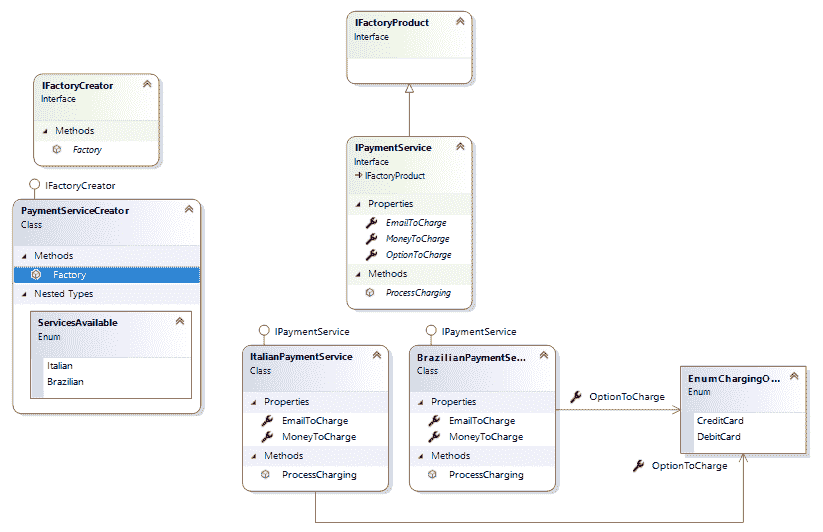 IFactoryProduct
Interface
IFactoryCreator
Interface
Methods
Factory
IPaymentService
Interface
IFactoryProduct
Properties
EmailToCharge
MoneyToCharge
OptionToCharge
Methods
ProcessCharging
IFactoryCreator
PaymentServiceCreator
Class
Methods
Factory
Nested Types
ServicesAvailable
Enum
Italian
Brazilian
IPaymentService
ItalianPaymentService
Class
Properties
EmailToCharge
MoneyToCharge
Methods
ProcessCharging
IPaymentService
BrazilianPaymentSe...
Class
Properties
EmailToCharge
MoneyToCharge
Methods
ProcessCharging
OptionToCharge
EnumChargingO...
Enum
CreditCard
DebitCard
OptionToCharge